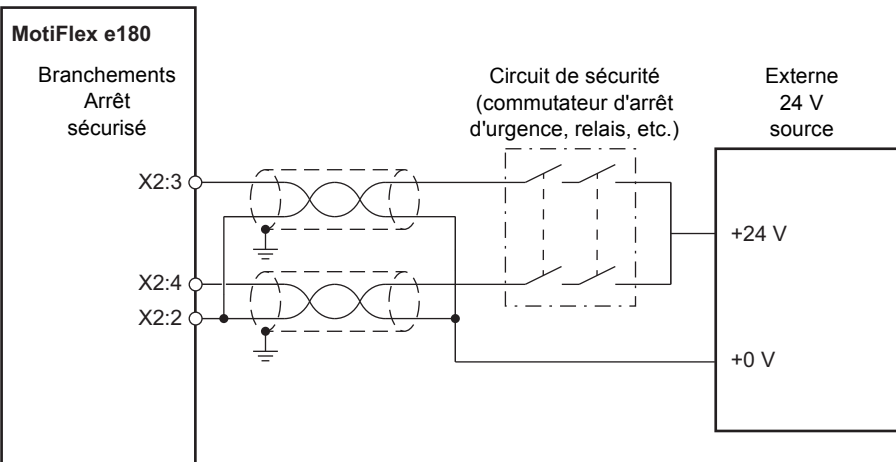 MotiFlex e180
Branchements
Arrêt
sécurisé
Circuit de sécurité
(commutateur d'arrêt
d'urgence, relais, etc.)
Externe
24 V
source
X2:3
X2:4
X2:2
+24 V
+0 V